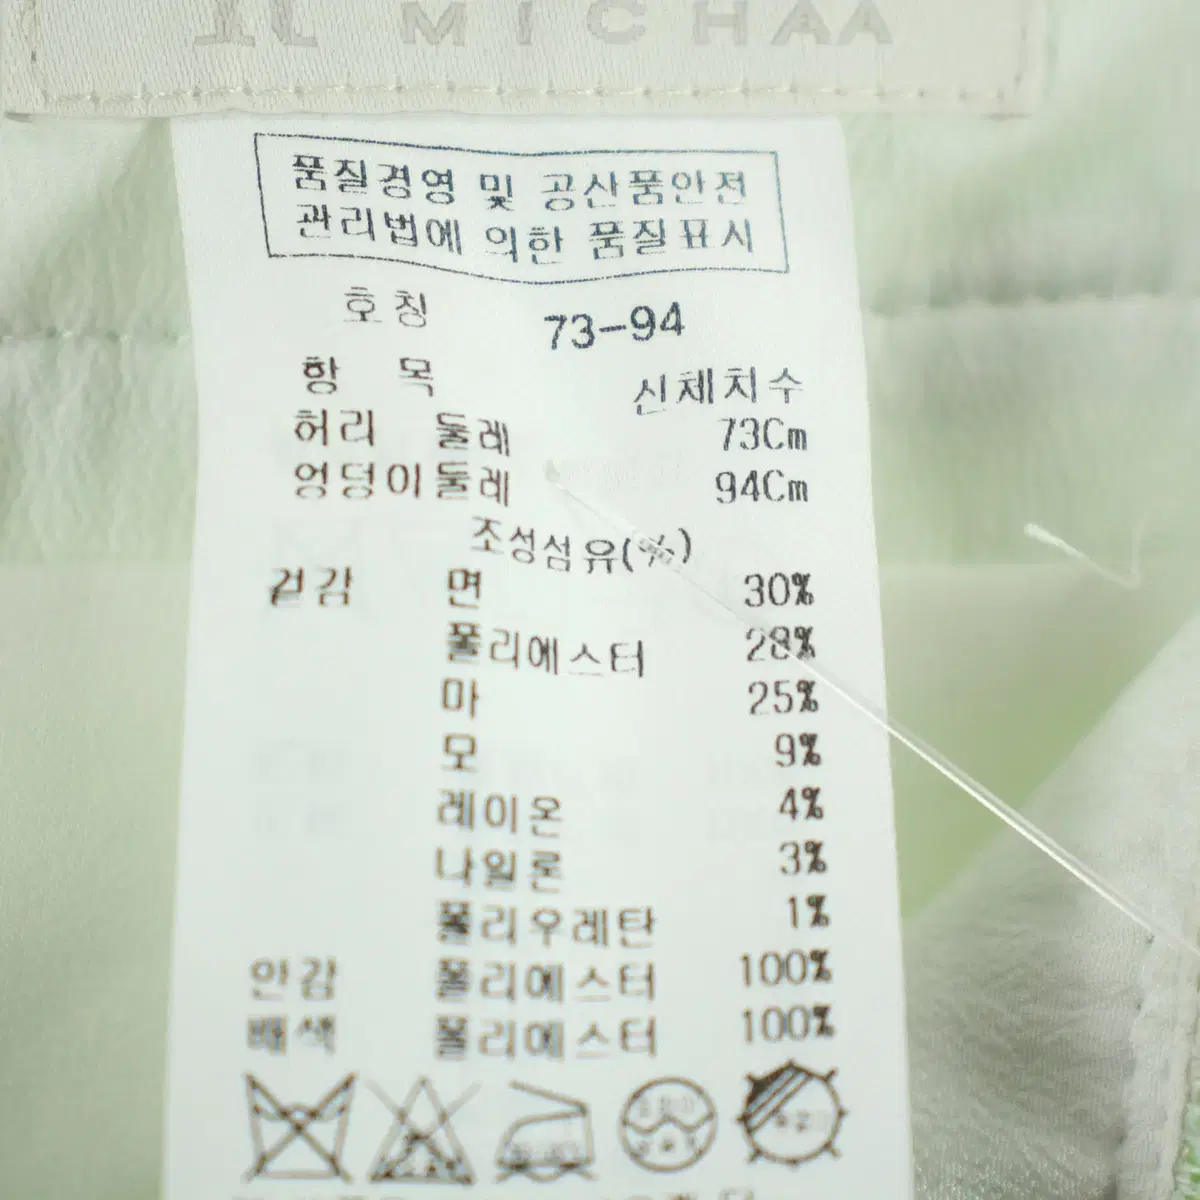 MICHAA
품질경영 및 공산품안전
관리법에 의한 품질표시
호칭 73-94
항 목 신체치수
허리 둘레 73Cm
엉덩이둘레 94Cm
조성섬유(%)
겉감 면 30%
폴리에스터 28%
마 25%
모 9%
레이온 4%
나일론 3%
폴리우레탄 1%
안감 폴리에스터 100%
배색 폴리에스터 100%